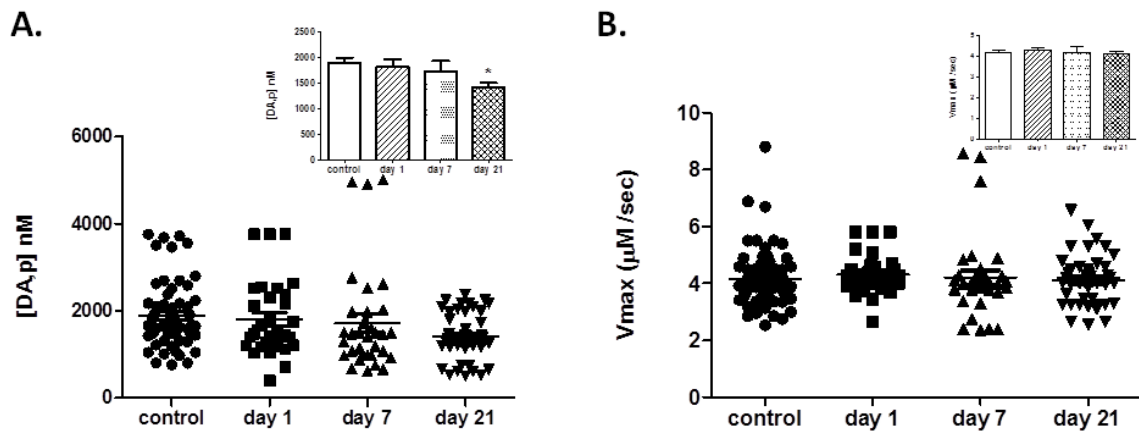 A.
[DA,p] nM
2500
2000
1500
1000
500
0
*
control day 1 day 7 day 21
[DA,p] nM
6000
4000
2000
0
control day 1 day 7 day 21
B.
Vmax (µM /sec)
5
4
3
2
1
0
control day 1 day 7 day 21
Vmax (µM /sec)
10
8
6
4
2
0
control day 1 day 7 day 21